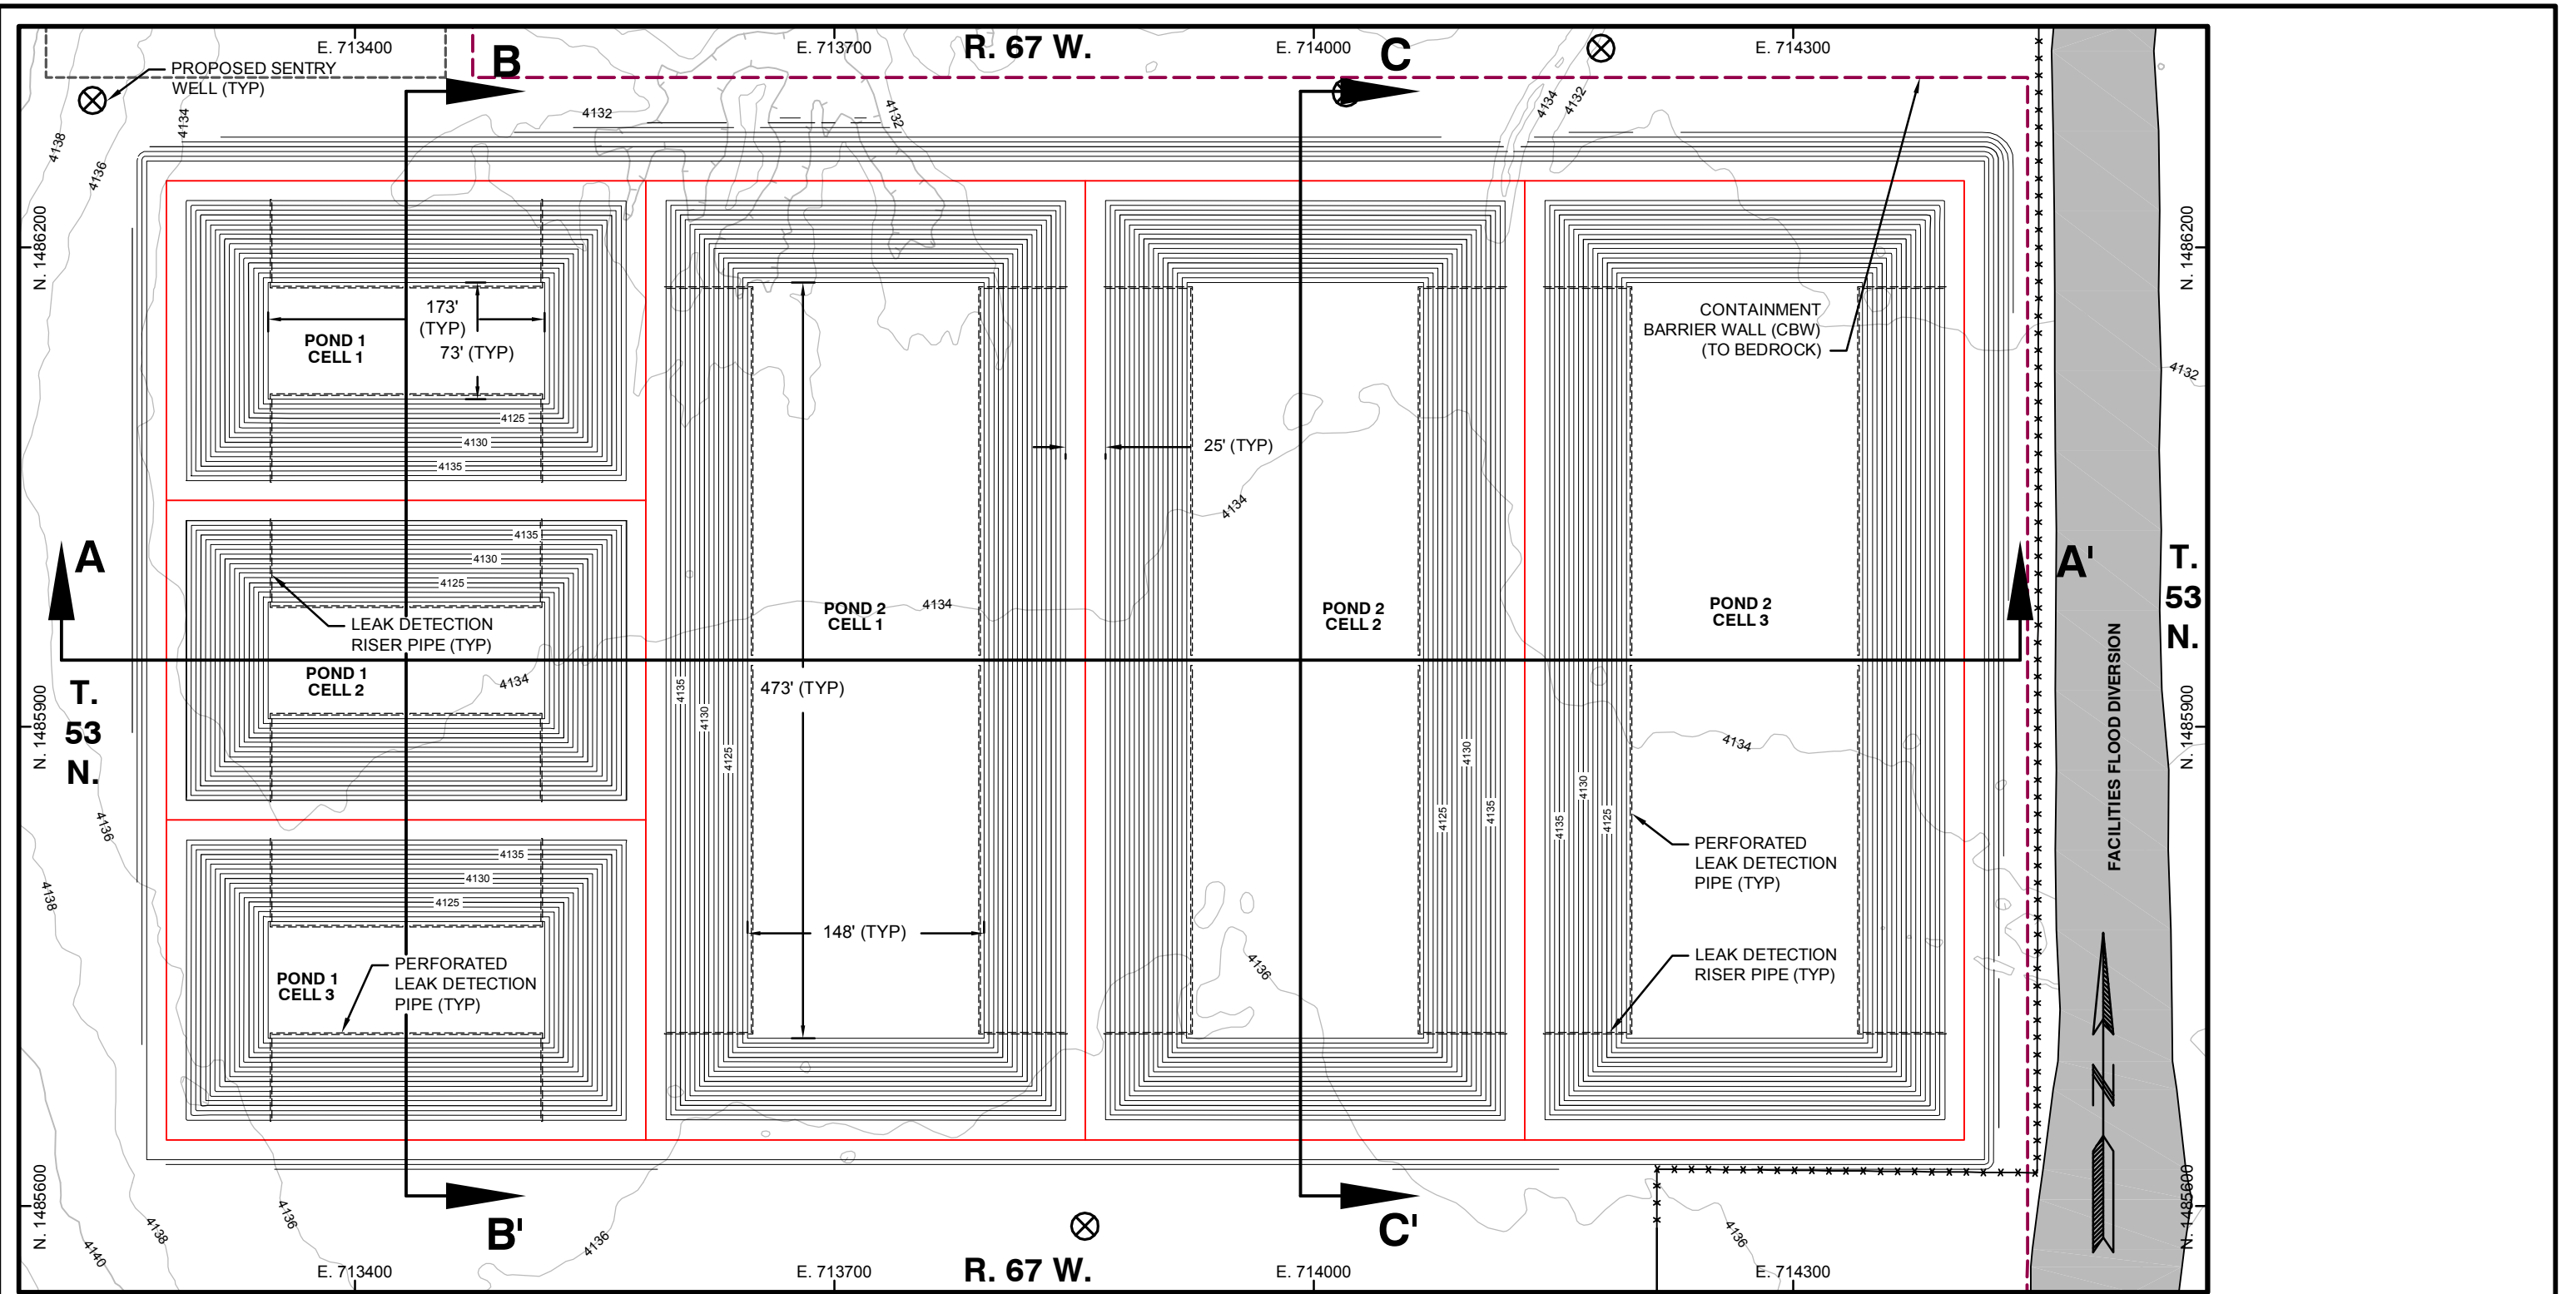 E. 713400
E. 713700
R. 67 W.
E. 714000
E. 714300
B
C
PROPOSED SENTRY
WELL (TYP)
4138
4136
4134
4132
4132
4134
4132
N. 1486200
N. 1486200
173'
(TYP)
73' (TYP)
POND 1
CELL 1
4125
4130
4135
CONTAINMENT
BARRIER WALL (CBW)
(TO BEDROCK)
4132
25' (TYP)
4134
A
A'
T.
53
N.
4135
4130
4125
LEAK DETECTION
RISER PIPE (TYP)
POND 1
CELL 2
4134
POND 2
CELL 1
4134
POND 2
CELL 2
POND 2
CELL 3
T.
53
N.
N. 1485900
N. 1485900
473' (TYP)
4135
4130
4125
4125
4130
4135
4135
4130
4125
4134
FACILITIES FLOOD DIVERSION
4136
4138
4135
4130
4125
PERFORATED
LEAK DETECTION
PIPE (TYP)
148' (TYP)
POND 1
CELL 3
PERFORATED
LEAK DETECTION
PIPE (TYP)
4136
LEAK DETECTION
RISER PIPE (TYP)
N
N. 1485600
N. 1485600
4140
4138
4136
4136
4136
B'
C'
E. 713400
E. 713700
R. 67 W.
E. 714000
E. 714300